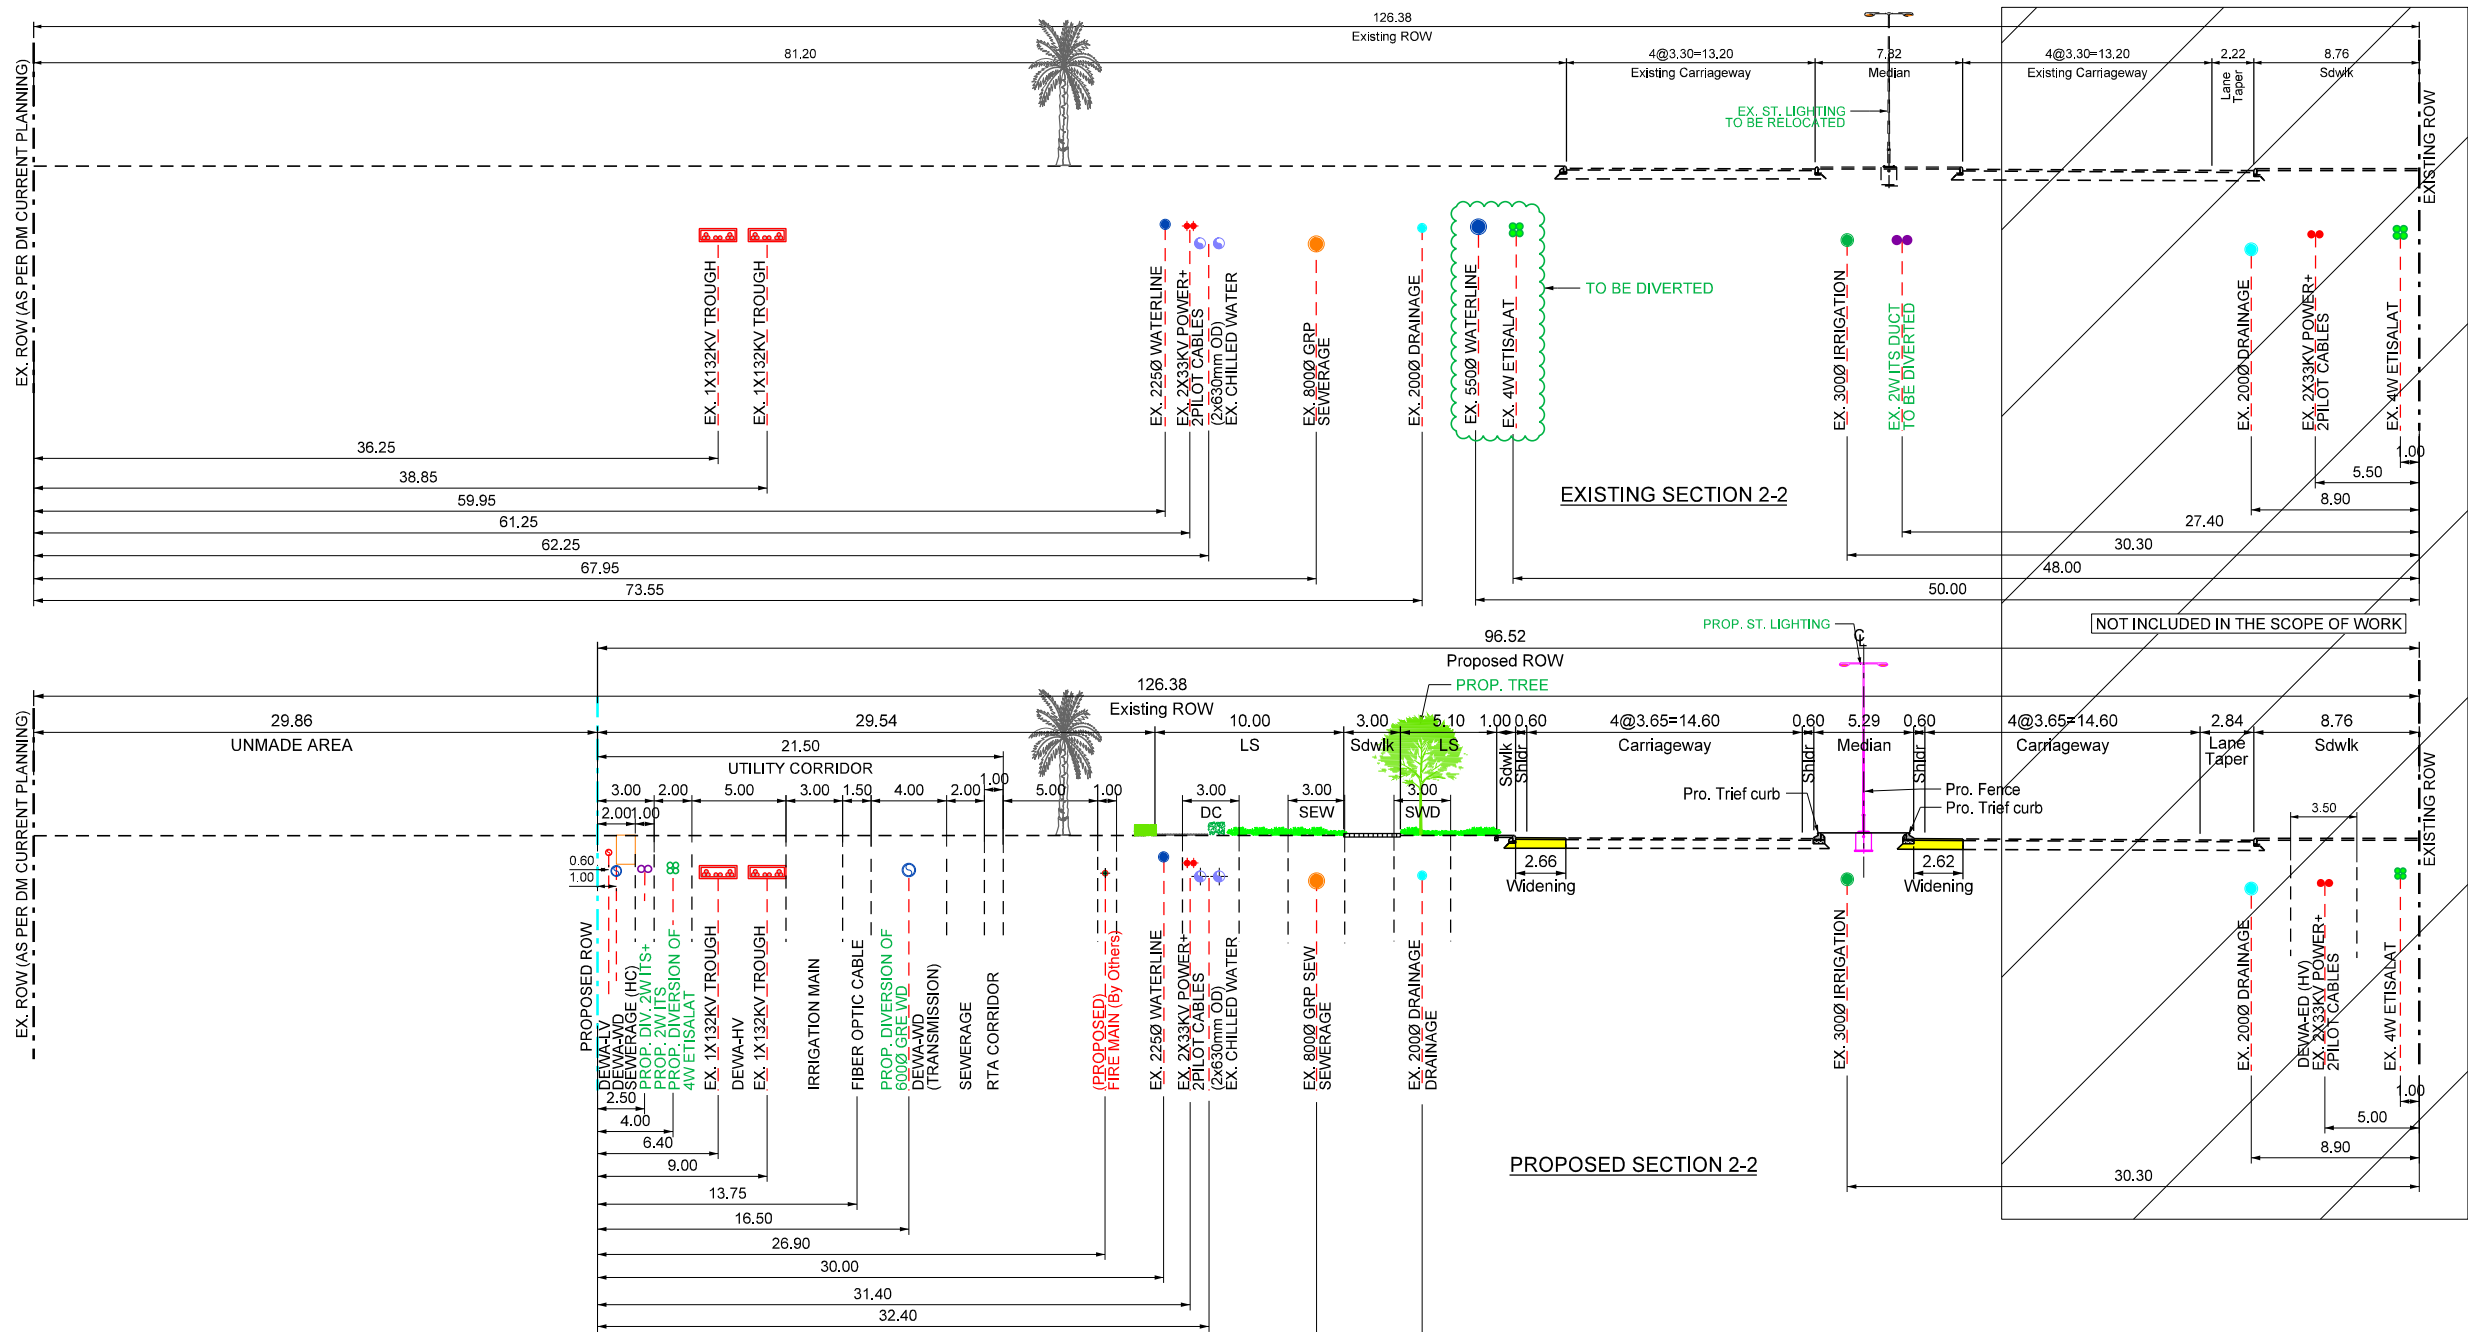 126.38
Existing ROW
81.20
4@3.30=13.20
Existing Carriageway
7.82
Median
4@3.30=13.20
Existing Carriageway
2.22
Lane
Taper
8.76
Sdwlk
EX. ROW (AS PER DM CURRENT PLANNING)
EX. ST. LIGHTING
TO BE RELOCATED
EXISTING ROW
EX. 1X132KV TROUGH
EX. 1X132KV TROUGH
EX. 225Ø WATERLINE
EX. 2X33KV POWER+
2PILOT CABLES
(2x630mm OD)
EX. CHILLED WATER
EX. 800Ø GRP
SEWERAGE
EX. 200Ø DRAINAGE
EX. 550Ø WATERLINE
EX. 4W ETISALAT
TO BE DIVERTED
EX. 300Ø IRRIGATION
EX. 2W ITS DUCT
TO BE DIVERTED
EX. 200Ø DRAINAGE
EX. 2X33KV POWER+
2PILOT CABLES
EX. 4W ETISALAT
36.25
38.85
59.95
61.25
62.25
67.95
73.55
1.00
5.50
8.90
27.40
30.30
48.00
50.00
EXISTING SECTION 2-2
NOT INCLUDED IN THE SCOPE OF WORK
PROP. ST. LIGHTING
96.52
Proposed ROW
126.38
Existing ROW
PROP. TREE
29.86
UNMADE AREA
29.54
10.00
LS
3.00
Sdwlk
5.10
LS
1.00
Sdwlk
0.60
Shldr
4@3.65=14.60
Carriageway
0.60
Shldr
5.29
Median
0.60
Shldr
4@3.65=14.60
Carriageway
2.84
Lane
Taper
8.76
Sdwlk
21.50
UTILITY CORRIDOR
3.00
2.00
5.00
3.00
1.50
4.00
2.00
1.00
5.00
1.00
3.00
DC
3.00
SEW
3.00
SWD
2.00
1.00
0.60
1.00
Pro. Trief curb
Pro. Fence
Pro. Trief curb
3.50
2.66
Widening
2.62
Widening
EX. ROW (AS PER DM CURRENT PLANNING)
PROPOSED ROW
DEWA-LV
DEWA-WD
SEWERAGE (HC)
PROP. DIV. 2W ITS+
PROP. 2W ITS
PROP. DIVERSION OF
4W ETISALAT
EX. 1X132KV TROUGH
DEWA-HV
EX. 1X132KV TROUGH
IRRIGATION MAIN
FIBER OPTIC CABLE
PROP. DIVERSION OF
600Ø GRE WD
DEWA-WD
(TRANSMISSION)
SEWERAGE
RTA CORRIDOR
(PROPOSED)
FIRE MAIN (By Others)
EX. 225Ø WATERLINE
EX. 2X33KV POWER+
2PILOT CABLES
(2x630mm OD)
EX. CHILLED WATER
EX. 800Ø GRP SEW
SEWERAGE
EX. 200Ø DRAINAGE
DRAINAGE
EX. 300Ø IRRIGATION
EX. 200Ø DRAINAGE
DEWA-ED (HV)
EX. 2X33KV POWER+
2PILOT CABLES
EX. 4W ETISALAT
EXISTING ROW
2.50
4.00
6.40
9.00
13.75
16.50
26.90
30.00
31.40
32.40
1.00
5.00
8.90
30.30
PROPOSED SECTION 2-2